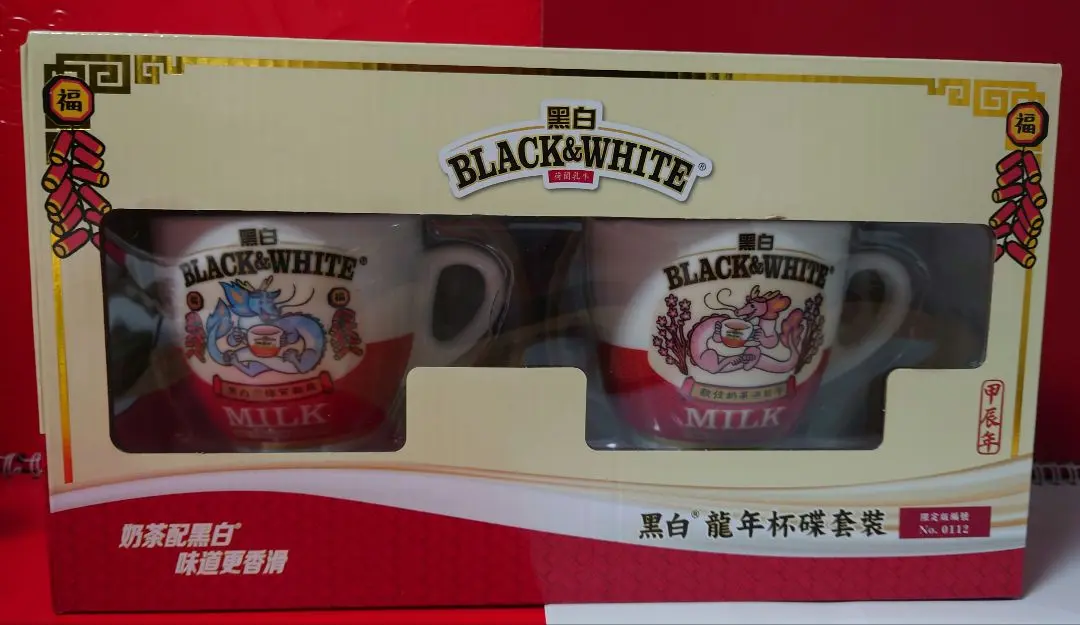 福
福
黑白
BLACK&WHITE®
荷蘭乳牛
黑白
BLACK&WHITE®
福
MILK
黑白
BLACK&WHITE®
MILK
甲辰年
奶茶配黑白®
味道更香滑
黑白®龍年杯碟套裝
限定版編號
No. 0112